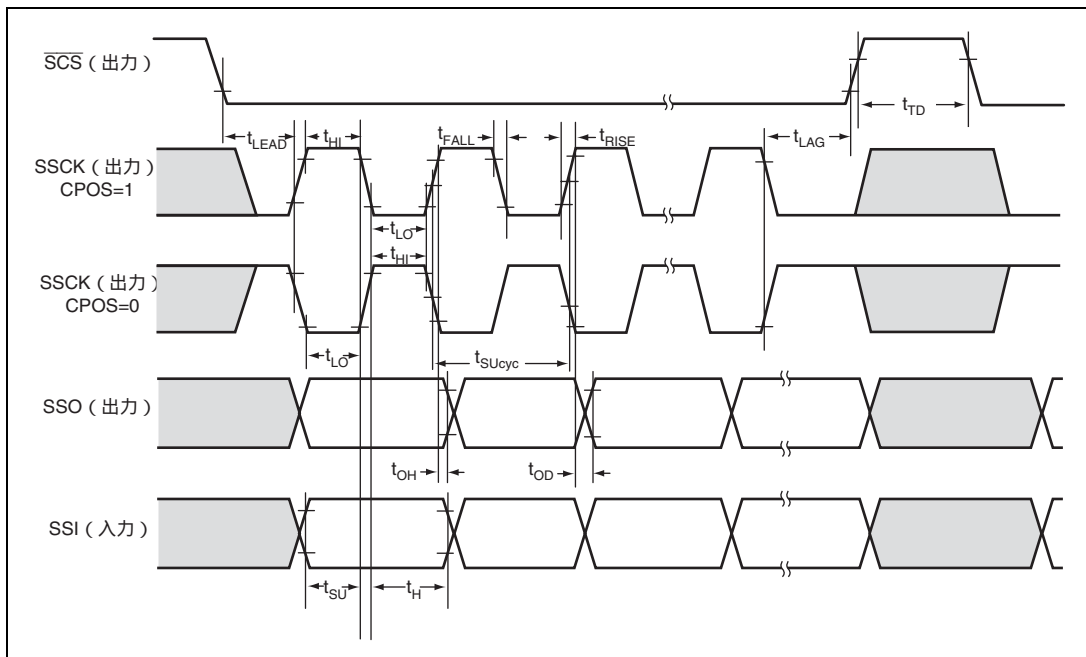 SCS（出力）
tTD
tLEAD
tHI
tFALL
tRISE
tLAG
SSCK（出力）
CPOS=1
tLO
tHI
SSCK（出力）
CPOS=0
tLO
tSUcyc
SSO（出力）
tOH
tOD
SSI（入力）
tSU
tH